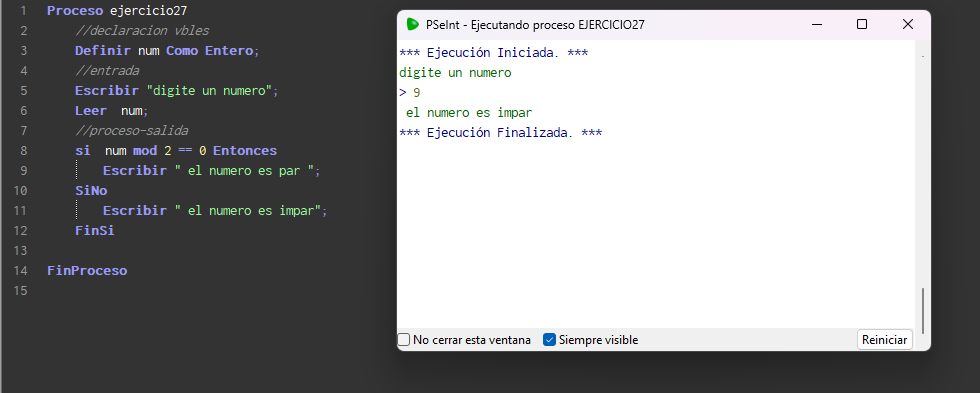 1 Proceso ejercicio27
2 //declaracion vbles
3 Definir num Como Entero;
4 //entrada
5 Escribir "digite un numero";
6 Leer num;
7 //proceso-salida
8 si num mod 2 == 0 Entonces
9 Escribir " el numero es par ";
10 SiNo
11 Escribir " el numero es impar";
12 FinSi
13
14 FinProceso
15
PSeInt - Ejecutando proceso EJERCICIO27
*** Ejecución Iniciada. ***
digite un numero
> 9
el numero es impar
*** Ejecución Finalizada. ***
No cerrar esta ventana
Siempre visible
Reiniciar